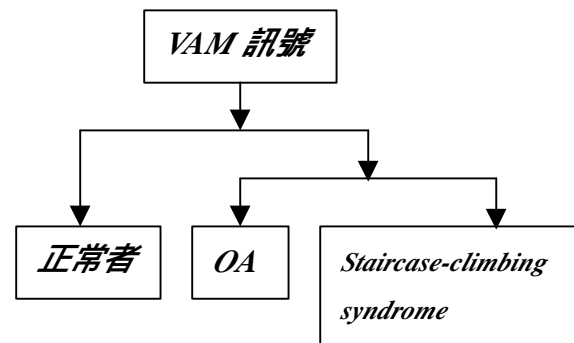 VAM 訊號
正常者
OA
Staircase-climbing
syndrome